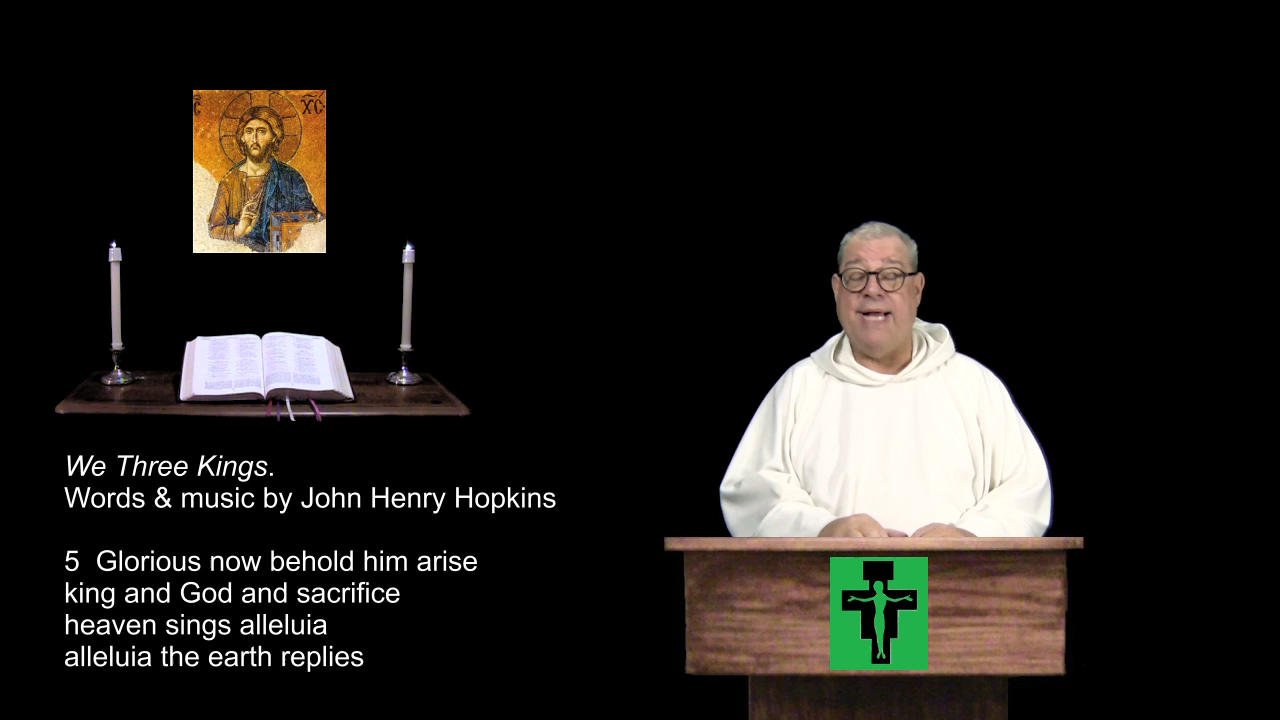 XC
We Three Kings.
Words & music by John Henry Hopkins
5 Glorious now behold him arise
king and God and sacrifice
heaven sings alleluia
alleluia the earth replies